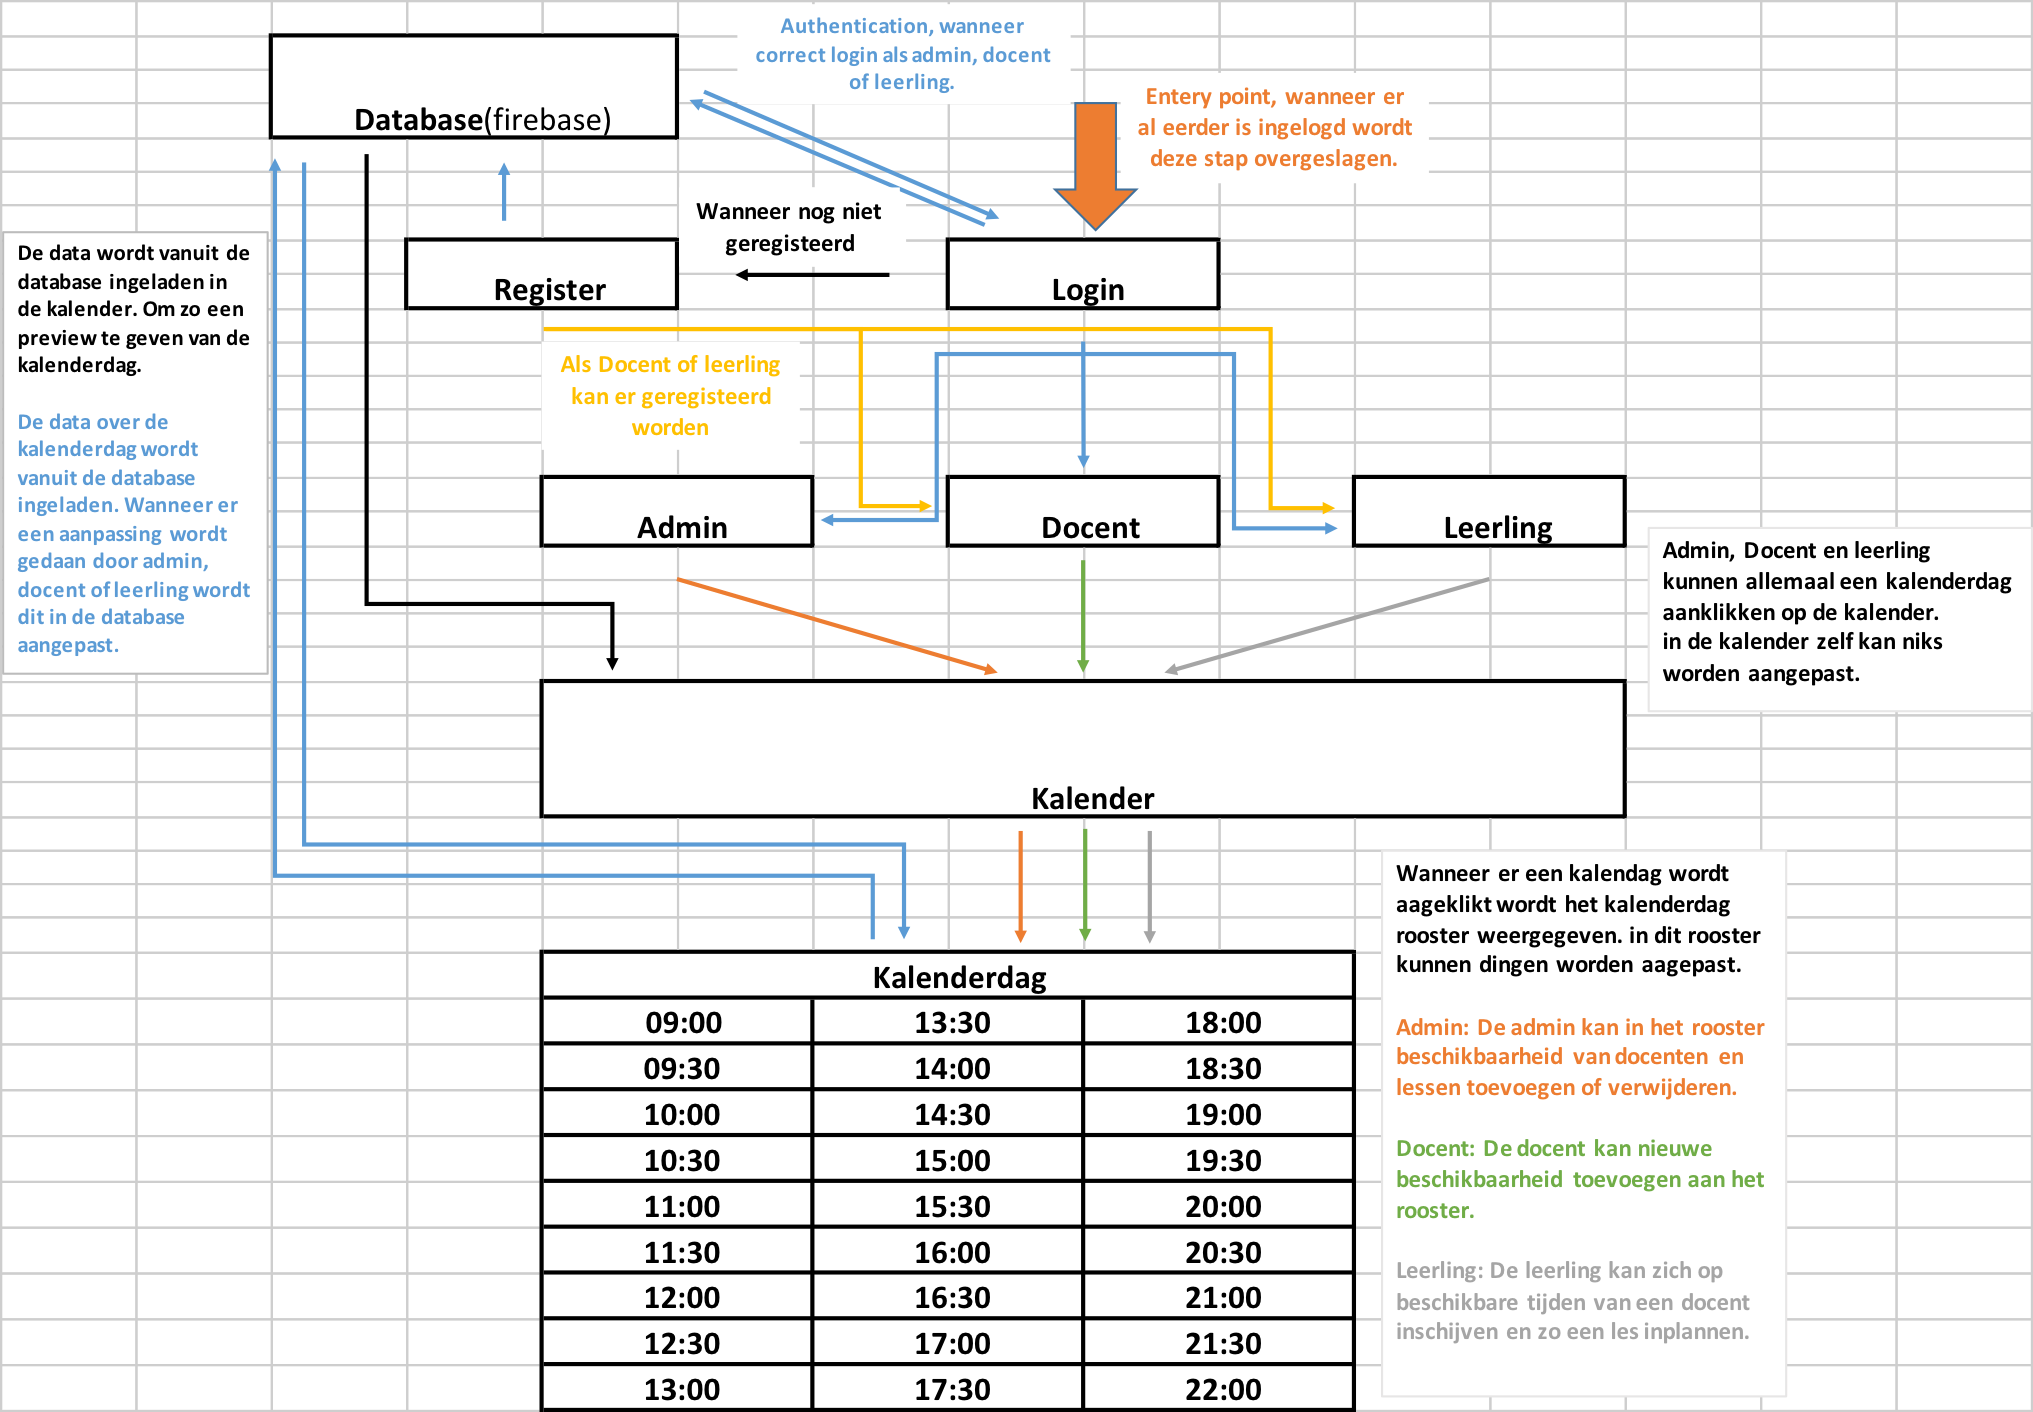 Authentication, wanneer
correct login als admin, docent
of leerling.
Database(firebase)
Entery point, wanneer er
al eerder is ingelogd wordt
deze stap overgeslagen.
Wanneer nog niet
geregisteerd
Register
Login
De data wordt vanuit de
database ingeladen in
de kalender. Om zo een
preview te geven van de
kalenderdag.
De data over de
kalenderdag wordt
vanuit de database
ingeladen. Wanneer er
een aanpassing wordt
gedaan door admin,
docent of leerling wordt
dit in de database
aangepast.
Als Docent of leerling
kan er geregisteerd
worden
Admin
Docent
Leerling
Admin, Docent en leerling
kunnen allemaal een kalenderdag
aanklikken op de kalender.
in de kalender zelf kan niks
worden aangepast.
Kalender
Kalenderdag
09:00 13:30 18:00
09:30 14:00 18:30
10:00 14:30 19:00
10:30 15:00 19:30
11:00 15:30 20:00
11:30 16:00 20:30
12:00 16:30 21:00
12:30 17:00 21:30
13:00 17:30 22:00
Wanneer er een kalendag wordt
aageklikt wordt het kalenderdag
rooster weergegeven. in dit rooster
kunnen dingen worden aagepast.
Admin: De admin kan in het rooster
beschikbaarheid van docenten en
lessen toevoegen of verwijderen.
Docent: De docent kan nieuwe
beschikbaarheid toevoegen aan het
rooster.
Leerling: De leerling kan zich op
beschikbare tijden van een docent
inschijven en zo een les inplannen.